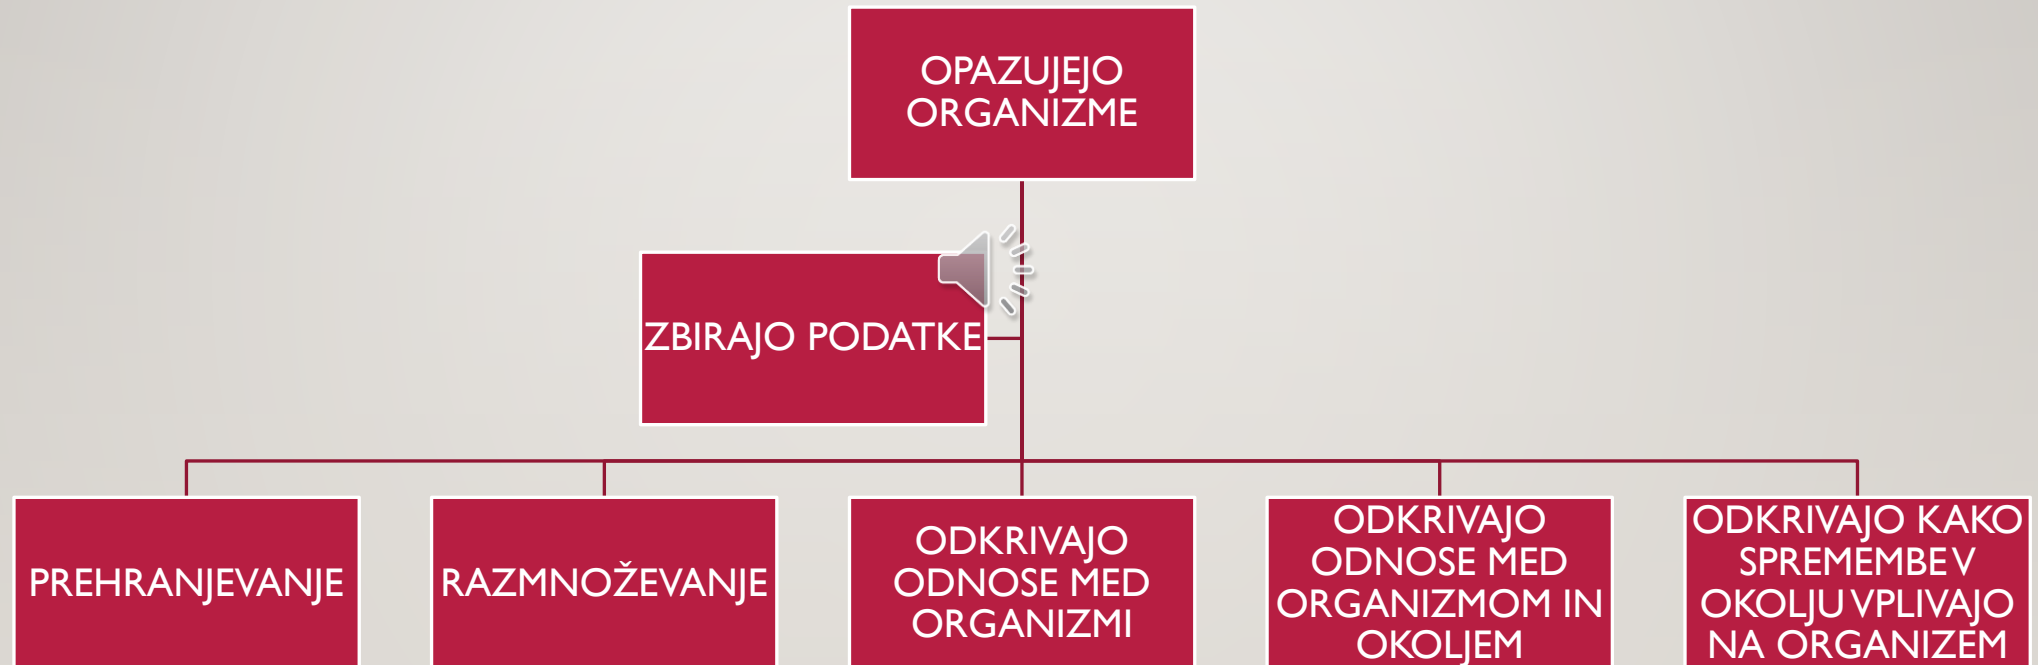 OPAZUJEJO
ORGANIZME
ZBIRAJO PODATKE
PREHRANJEVANJE
RAZMNOŽEVANJE
ODKRIVAJO
ODNOSE MED
ORGANIZMI
ODKRIVAJO
ODNOSE MED
ORGANIZMOM IN
OKOLJEM
ODKRIVAJO KAKO
SPREMEMBE V
OKOLJU VPLIVAJO
NA ORGANIZEM